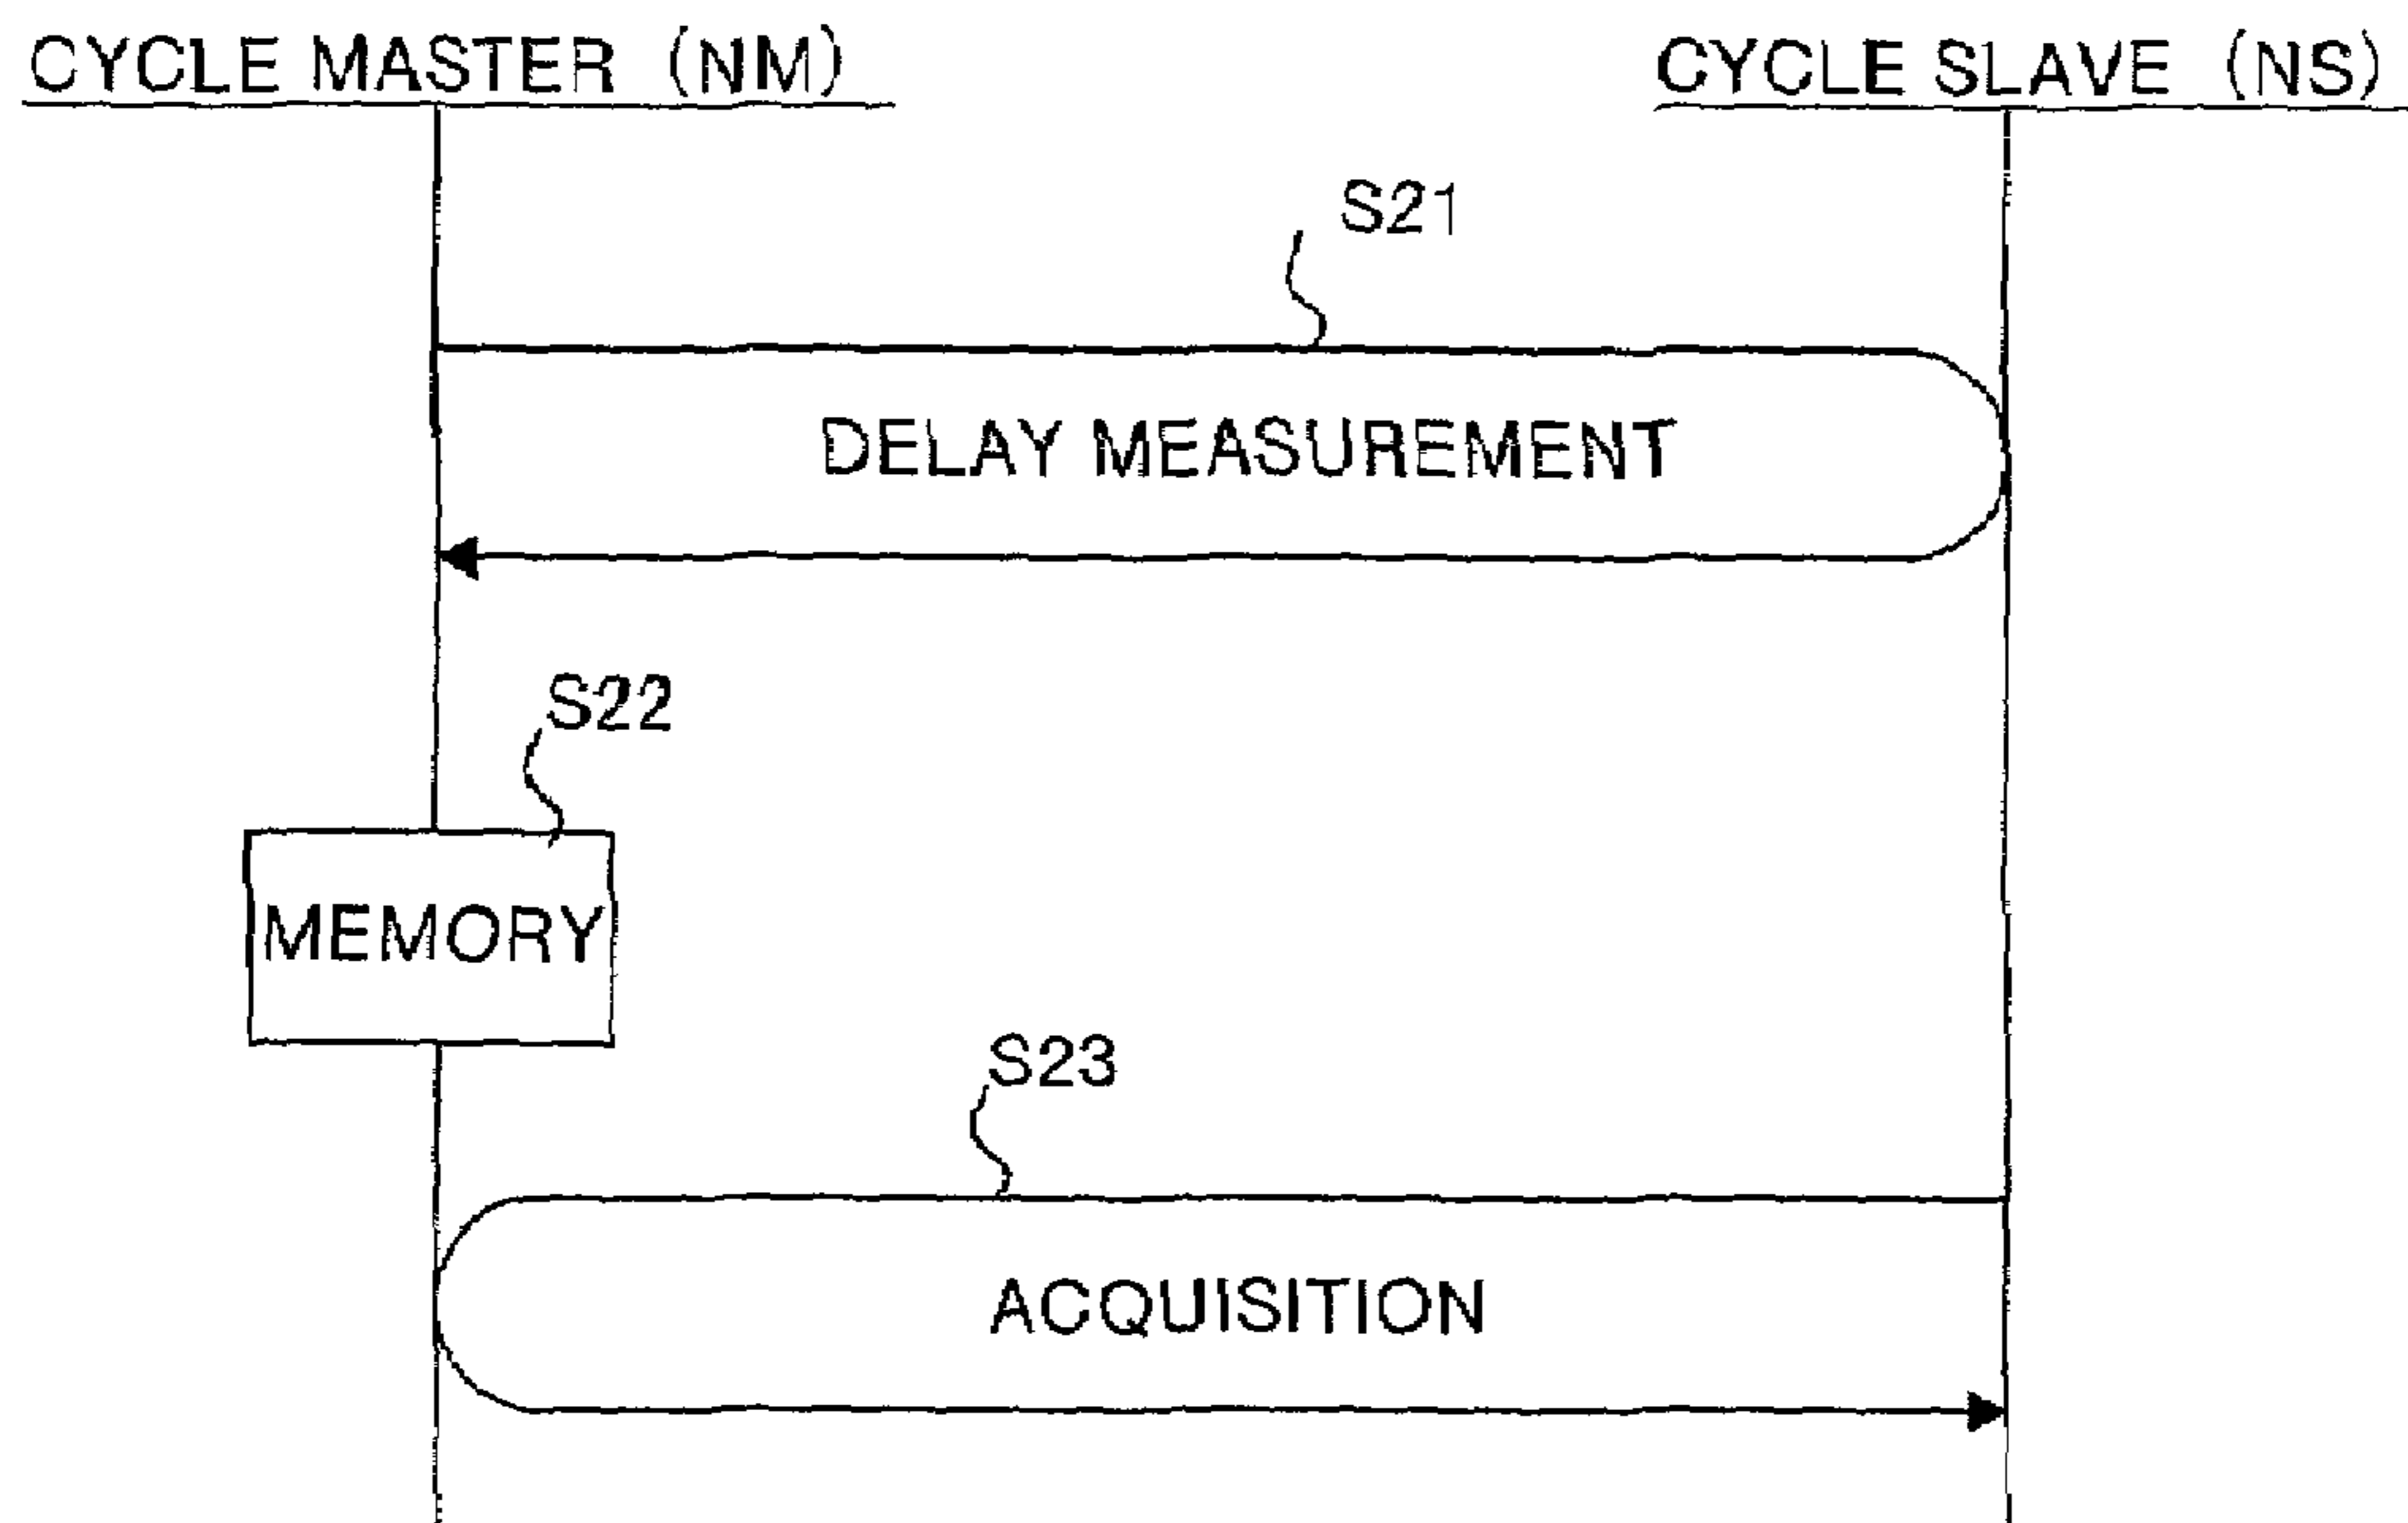 CYCLE MASTER (NM)
CYCLE SLAVE (NS)
S21
DELAY MEASUREMENT
S22
MEMORY
S23
ACQUISITION